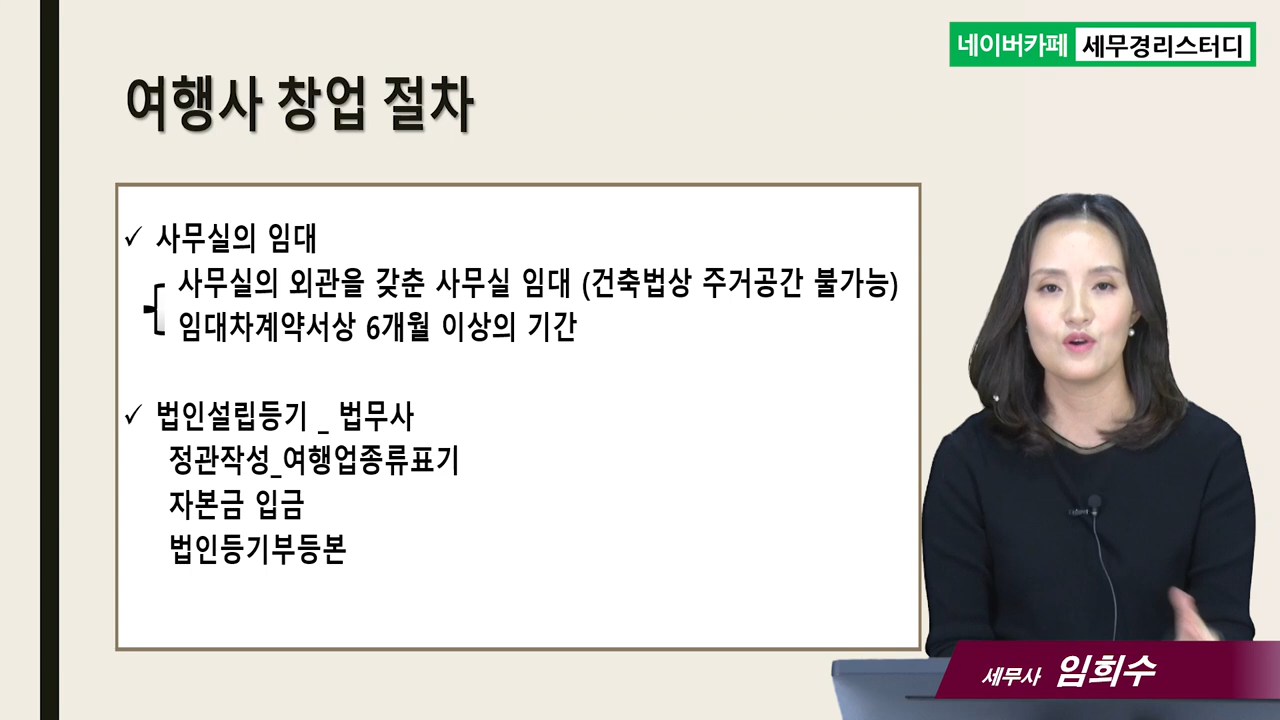 네이버카페 세무경리스터디
여행사 창업 절차
✓ 사무실의 임대
사무실의 외관을 갖춘 사무실 임대 (건축법상 주거공간 불가능)
임대차계약서상 6개월 이상의 기간
✓ 법인설립등기 _ 법무사
정관작성_여행업종류표기
자본금 입금
법인등기부등본
세무사 임희수